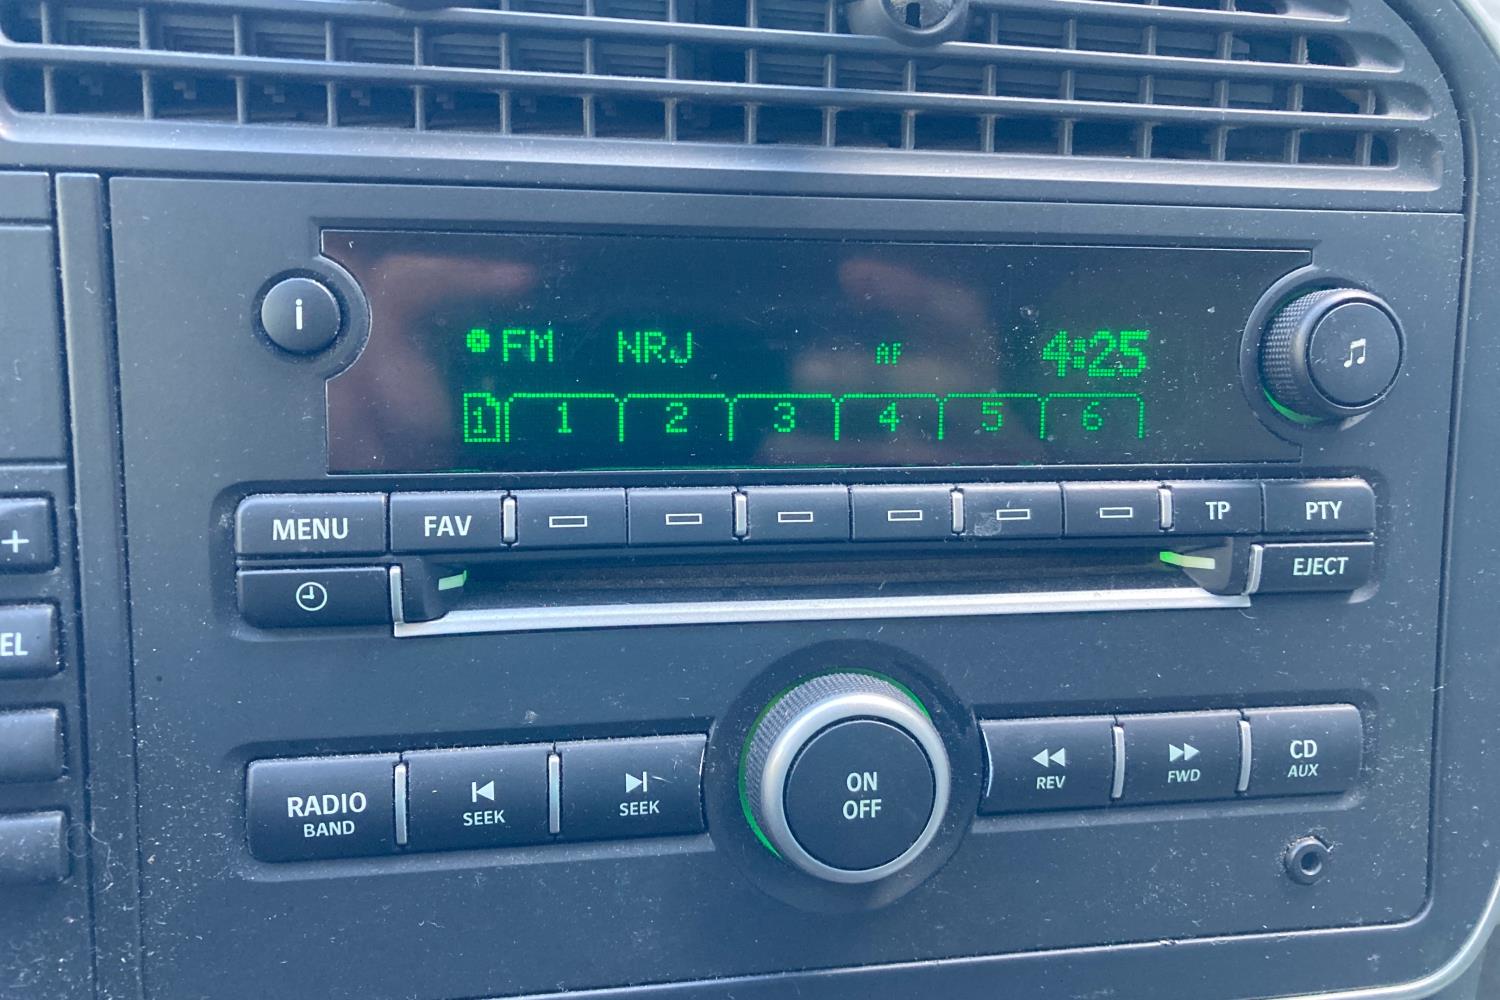 i
FM NRJ AF 4:25
1 1 2 3 4 5 6
MENU FAV TP PTY
EJECT
+
EL
RADIO BAND
SEEK
SEEK
ON
OFF
REV
FWD
CD
AUX